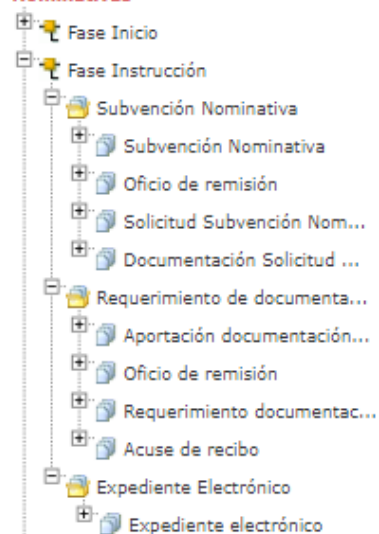 Nominativas
Fase Inicio
Fase Instrucción
Subvención Nominativa
Subvención Nominativa
Oficio de remisión
Solicitud Subvención Nom...
Documentación Solicitud ...
Requerimiento de documenta...
Aportación documentación...
Oficio de remisión
Requerimiento documentac...
Acuse de recibo
Expediente Electrónico
Expediente electrónico